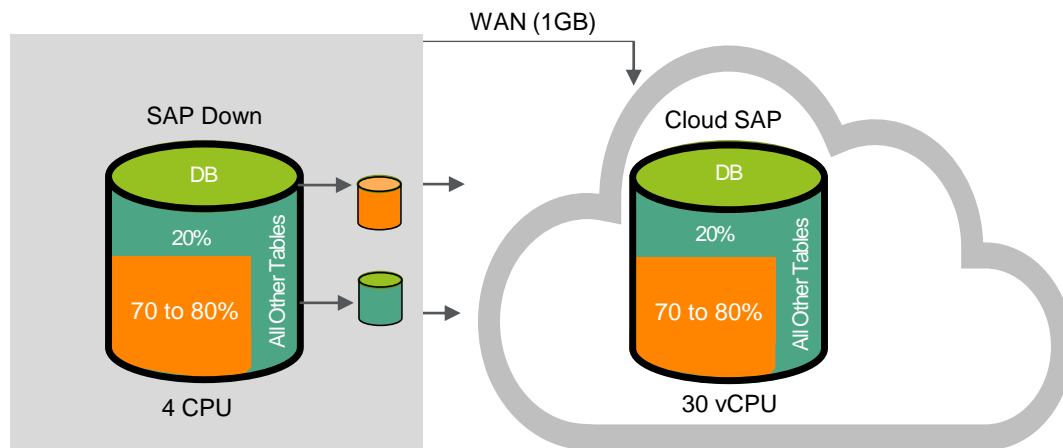 WAN (1GB)
SAP Down
DB
20%
70 to 80%
All Other Tables
4 CPU
Cloud SAP
DB
20%
70 to 80%
All Other Tables
30 vCPU